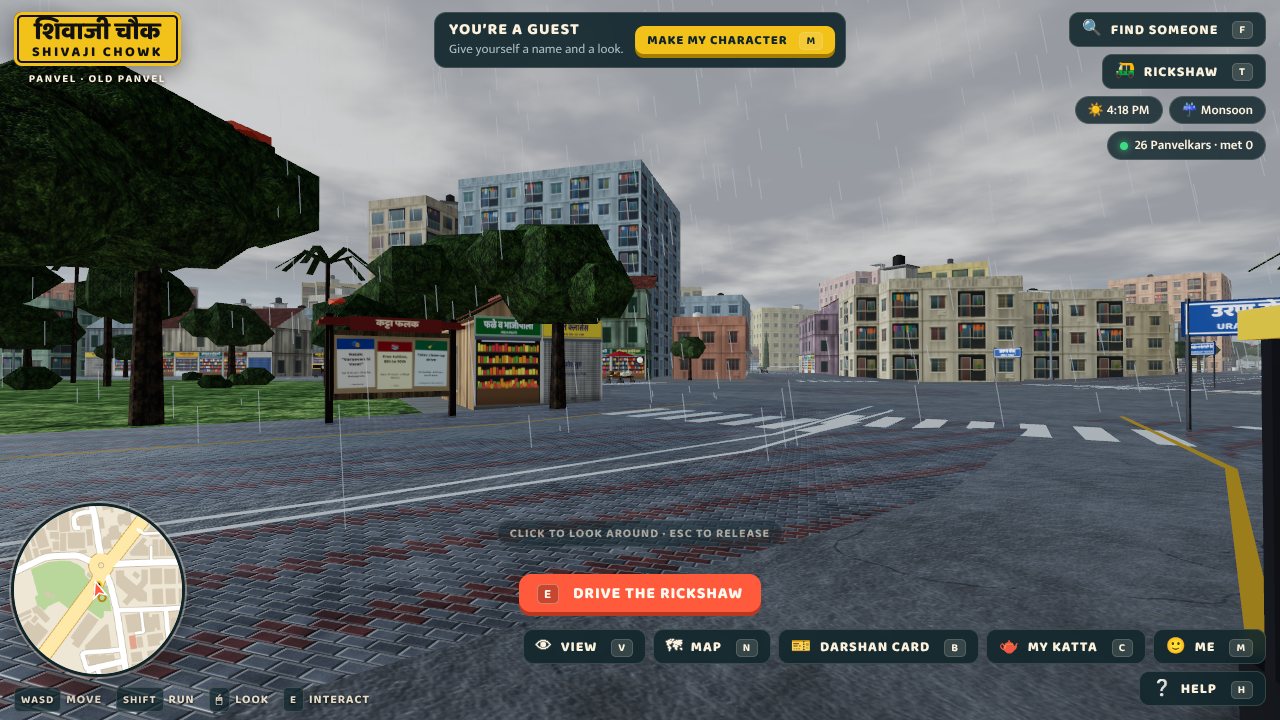 शिवाजी चौक
SHIVAJI CHOWK
PANVEL · OLD PANVEL
YOU'RE A GUEST
Give yourself a name and a look.
MAKE MY CHARACTER M
🔍 FIND SOMEONE F
🛺 RICKSHAW T
☀️ 4:18 PM
☔ Monsoon
26 Panvelkars · met 0
कट्टा फलक
फळे व भाजीपाला
CLICK TO LOOK AROUND · ESC TO RELEASE
E DRIVE THE RICKSHAW
VIEW V
MAP N
DARSHAN CARD B
MY KATTA C
ME M
WASD MOVE
SHIFT RUN
LOOK
E INTERACT
? HELP H